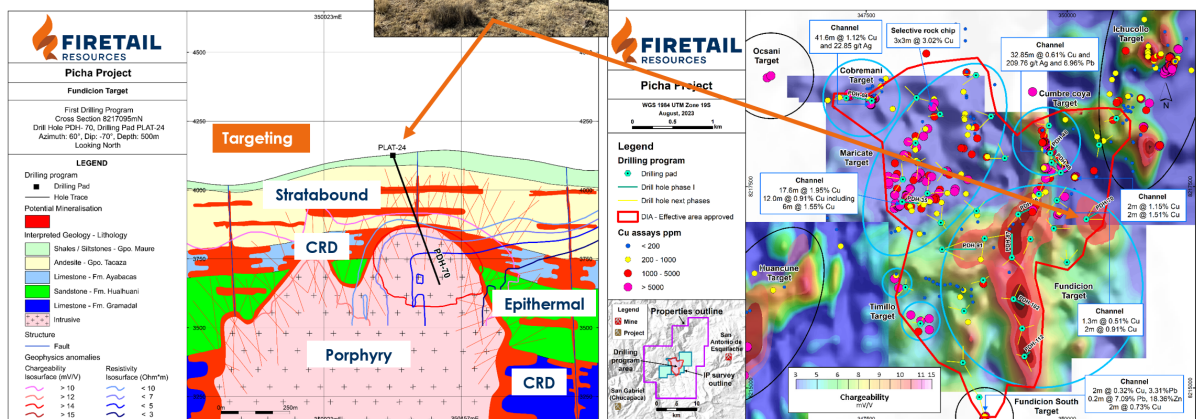 FIRETAIL
RESOURCES
Picha Project
Fundicion Target
First Drilling Program
Cross Section 8217095mN
Drill Hole PDH- 70, Drilling Pad PLAT-24
Azimuth: 60°, Dip: -70°, Depth: 500m
Looking North
LEGEND
Drilling program
Drilling Pad
Hole Trace
Potential Mineralisation
Interpreted Geology - Lithology
Shales / Siltstones - Gpo. Maure
Andesite - Gpo. Tacaza
Limestone - Fm. Ayabacas
Sandstone - Fm. Hualhuani
Limestone - Fm. Gramadal
Intrusive
Structure
Fault
Geophysics anomalies
Chargeability
Isosurface (mV/V)
> 10
> 12
> 14
> 15
Resistivity
Isosurface (Ohm*m)
< 10
< 7
< 5
< 3
350023mE
4500
4250
4000
3750
3500
Targeting
PLAT-24
Stratabound
CRD
PDH-70
Epithermal
Porphyry
CRD
0
250m
FIRETAIL
RESOURCES
Picha Project
WGS 1984 UTM Zone 19S
August, 2023
0 0.5 1
km
Legend
Drilling program
Drilling pad
Drill hole phase I
Drill hole next phases
DIA - Effective area approved
Cu assays ppm
< 200
200 - 1000
1000 - 5000
> 5000
Legend
Mine
Project
Properties outline
San
Antonio de
Esquilache
Drilling
program
area
IP survey
outline
San Gabriel
(Chucapaca)
0 10
km
347500
350000
Channel
41.6m @ 1.12% Cu
and 22.85 g/t Ag
Selective rock chip
3x3m @ 3.02% Cu
Channel
32.85m @ 0.61% Cu
209.76 g/t Ag and 6.96% Pb
Ichucollo
Target
Ocsani
Target
Cobremani
Target
Cumbre coya
Target
Maricate
Target
Channel
17.6m @ 1.95% Cu
12.0m @ 0.91% Cu including
6m @ 1.55% Cu
Channel
2m @ 1.15% Cu
2m @ 1.51% Cu
8217500
Huancune
Target
Timillo
Target
Fundicion
Target
1.3m @ 0.51% Cu
2m @ 0.91% Cu
3 4 5 6 7 8 9 10 11 15
Chargeability
mV/V
Fundicion South
Target
2m @ 0.32% Cu, 3.31%Pb
0.2m @ 7.09% Pb, 18.36%Zn
2m @ 0.73% Cu